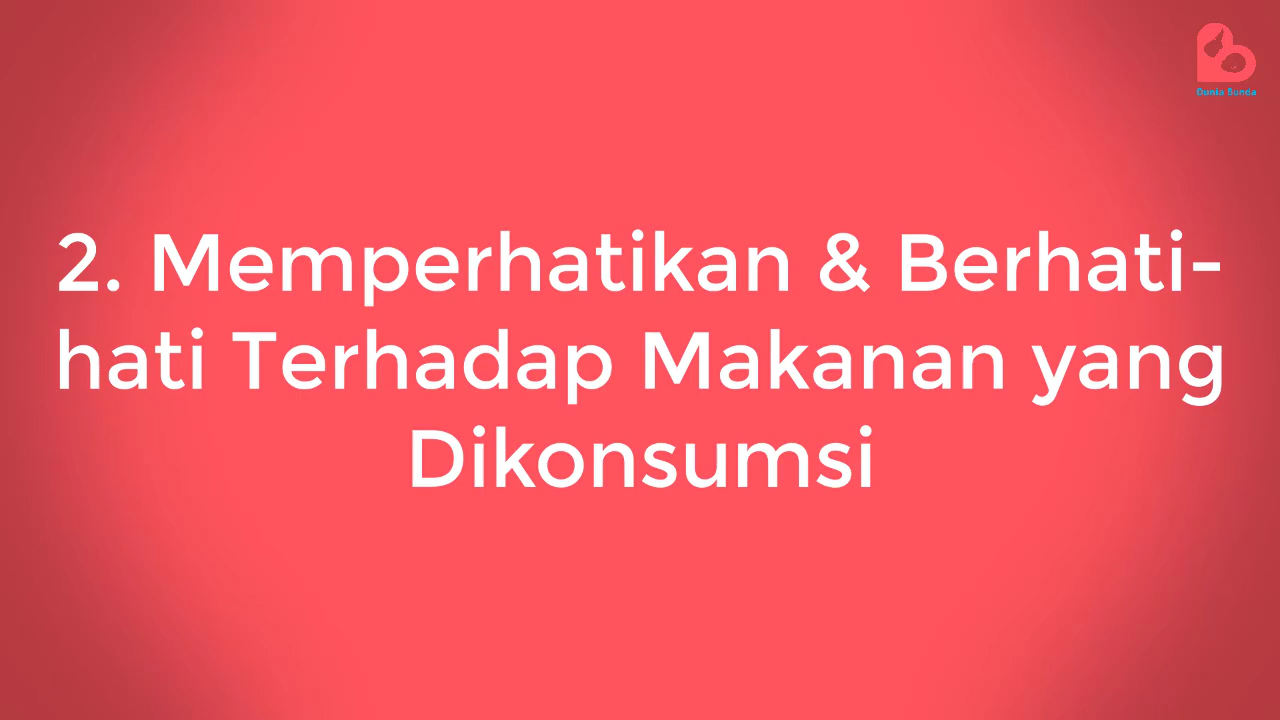 Dunia Bunda
2. Memperhatikan & Berhati-
hati Terhadap Makanan yang
Dikonsumsi